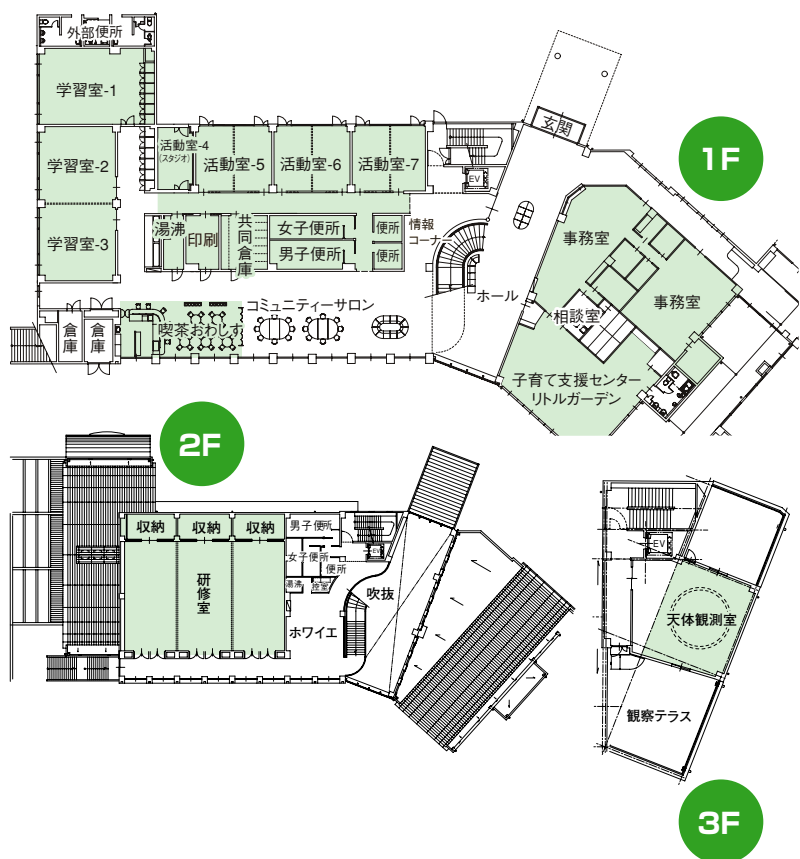 外部便所
学習室-1
学習室-2
学習室-3
活動室-4
(スタジオ)
活動室-5
活動室-6
活動室-7
EV
玄関
1F
湯沸
印刷
共同倉庫
女子便所
男子便所
便所
便所
情報
コーナー
ホール
事務室
事務室
相談室
子育て支援センター
リトルガーデン
コミュニティーサロン
喫茶おわしす
倉庫
倉庫
2F
収納
収納
収納
研修室
男子便所
女子便所
便所
湯沸
控室
EV
吹抜
ホワイエ
EV
天体観測室
観察テラス
3F